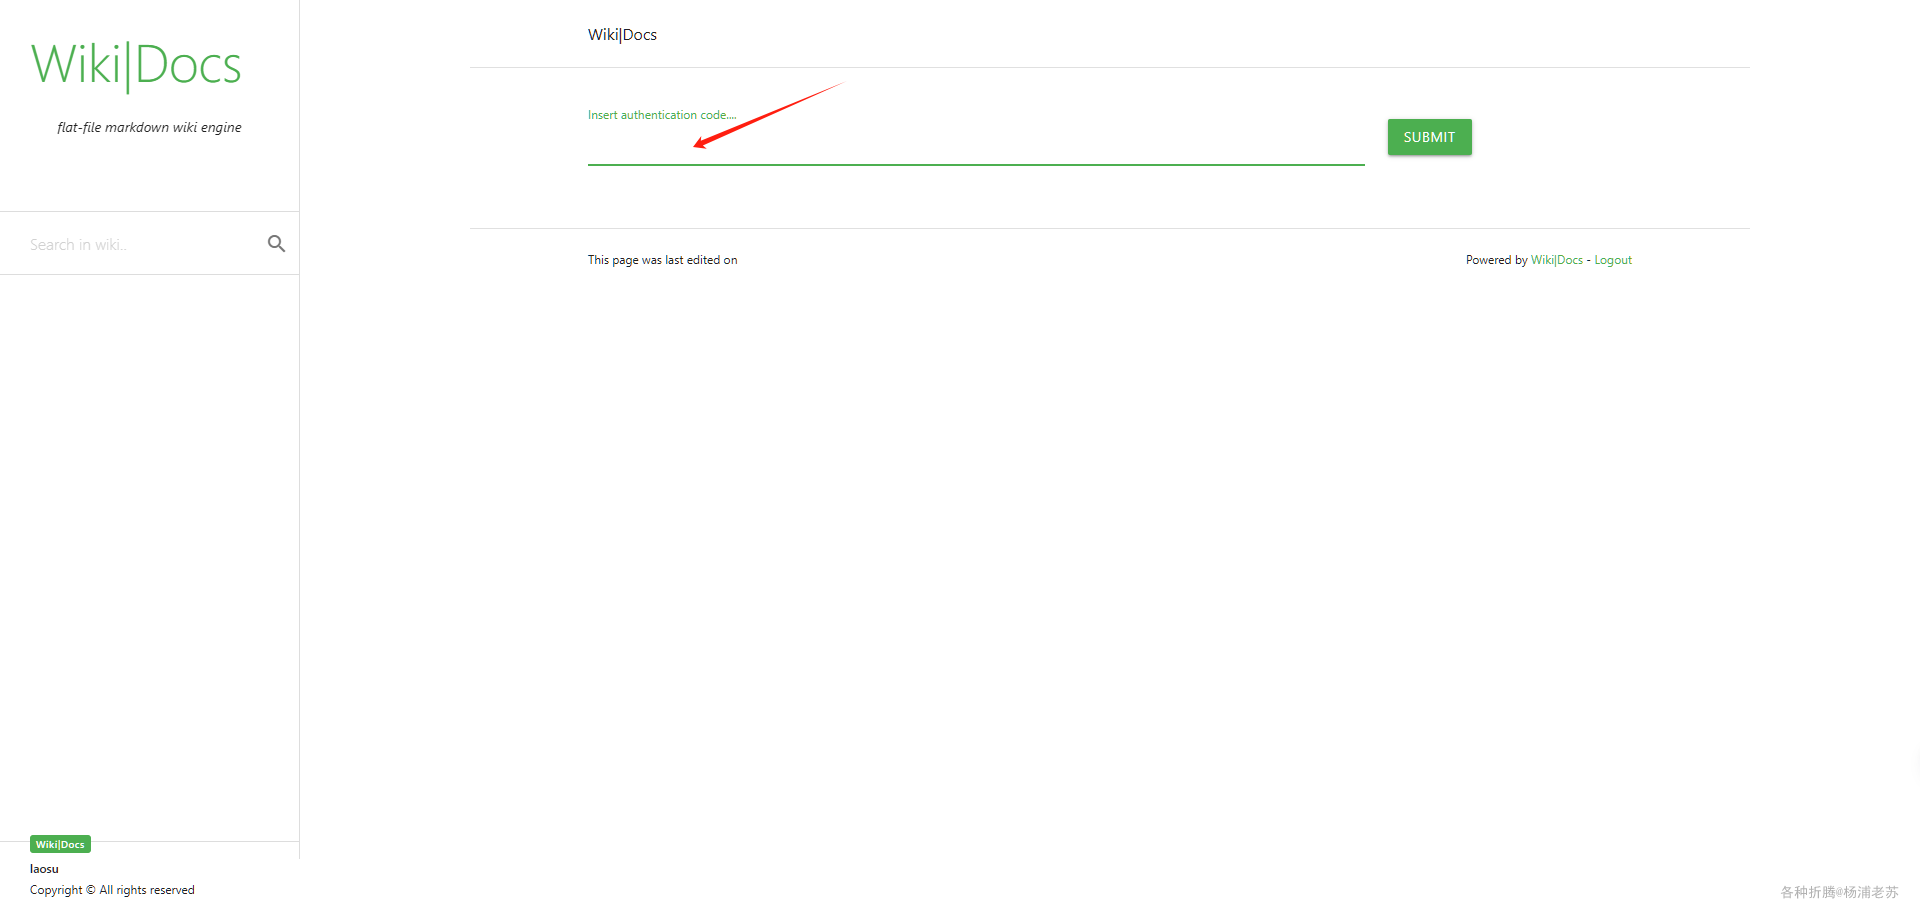 Wiki|Docs
flat-file markdown wiki engine
Search in wiki..
Wiki|Docs
Insert authentication code....
SUBMIT
This page was last edited on
Powered by Wiki|Docs - Logout
Wiki|Docs
laosu
Copyright © All rights reserved
各种折腾@杨浦老苏